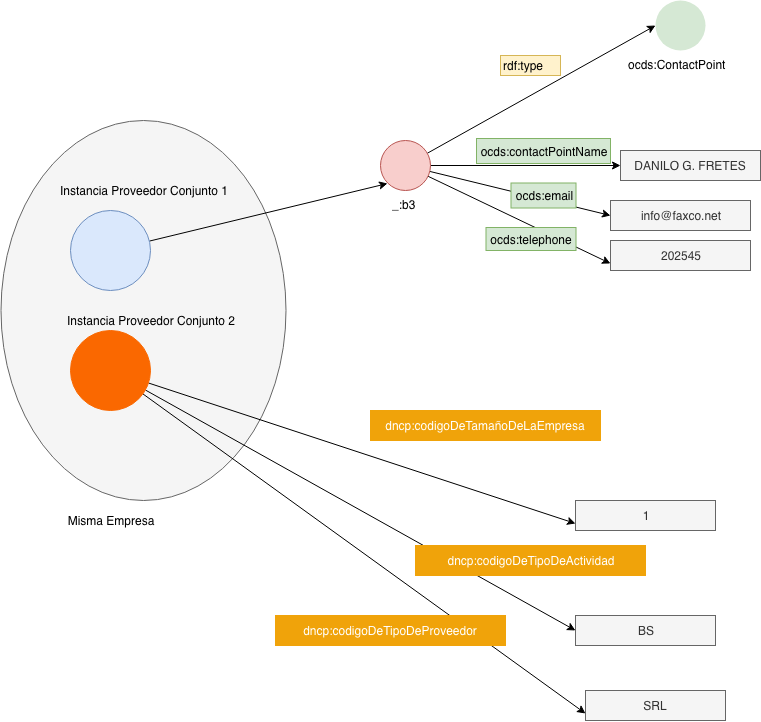 rdf:type
ocds:ContactPoint
ocds:contactPointName
DANILO G. FRETES
Instancia Proveedor Conjunto 1
ocds:email
_:b3
info@faxco.net
ocds:telephone
202545
Instancia Proveedor Conjunto 2
dncp:codigoDeTamañoDeLaEmpresa
Misma Empresa
1
dncp:codigoDeTipoDeActividad
dncp:codigoDeTipoDeProveedor
BS
SRL